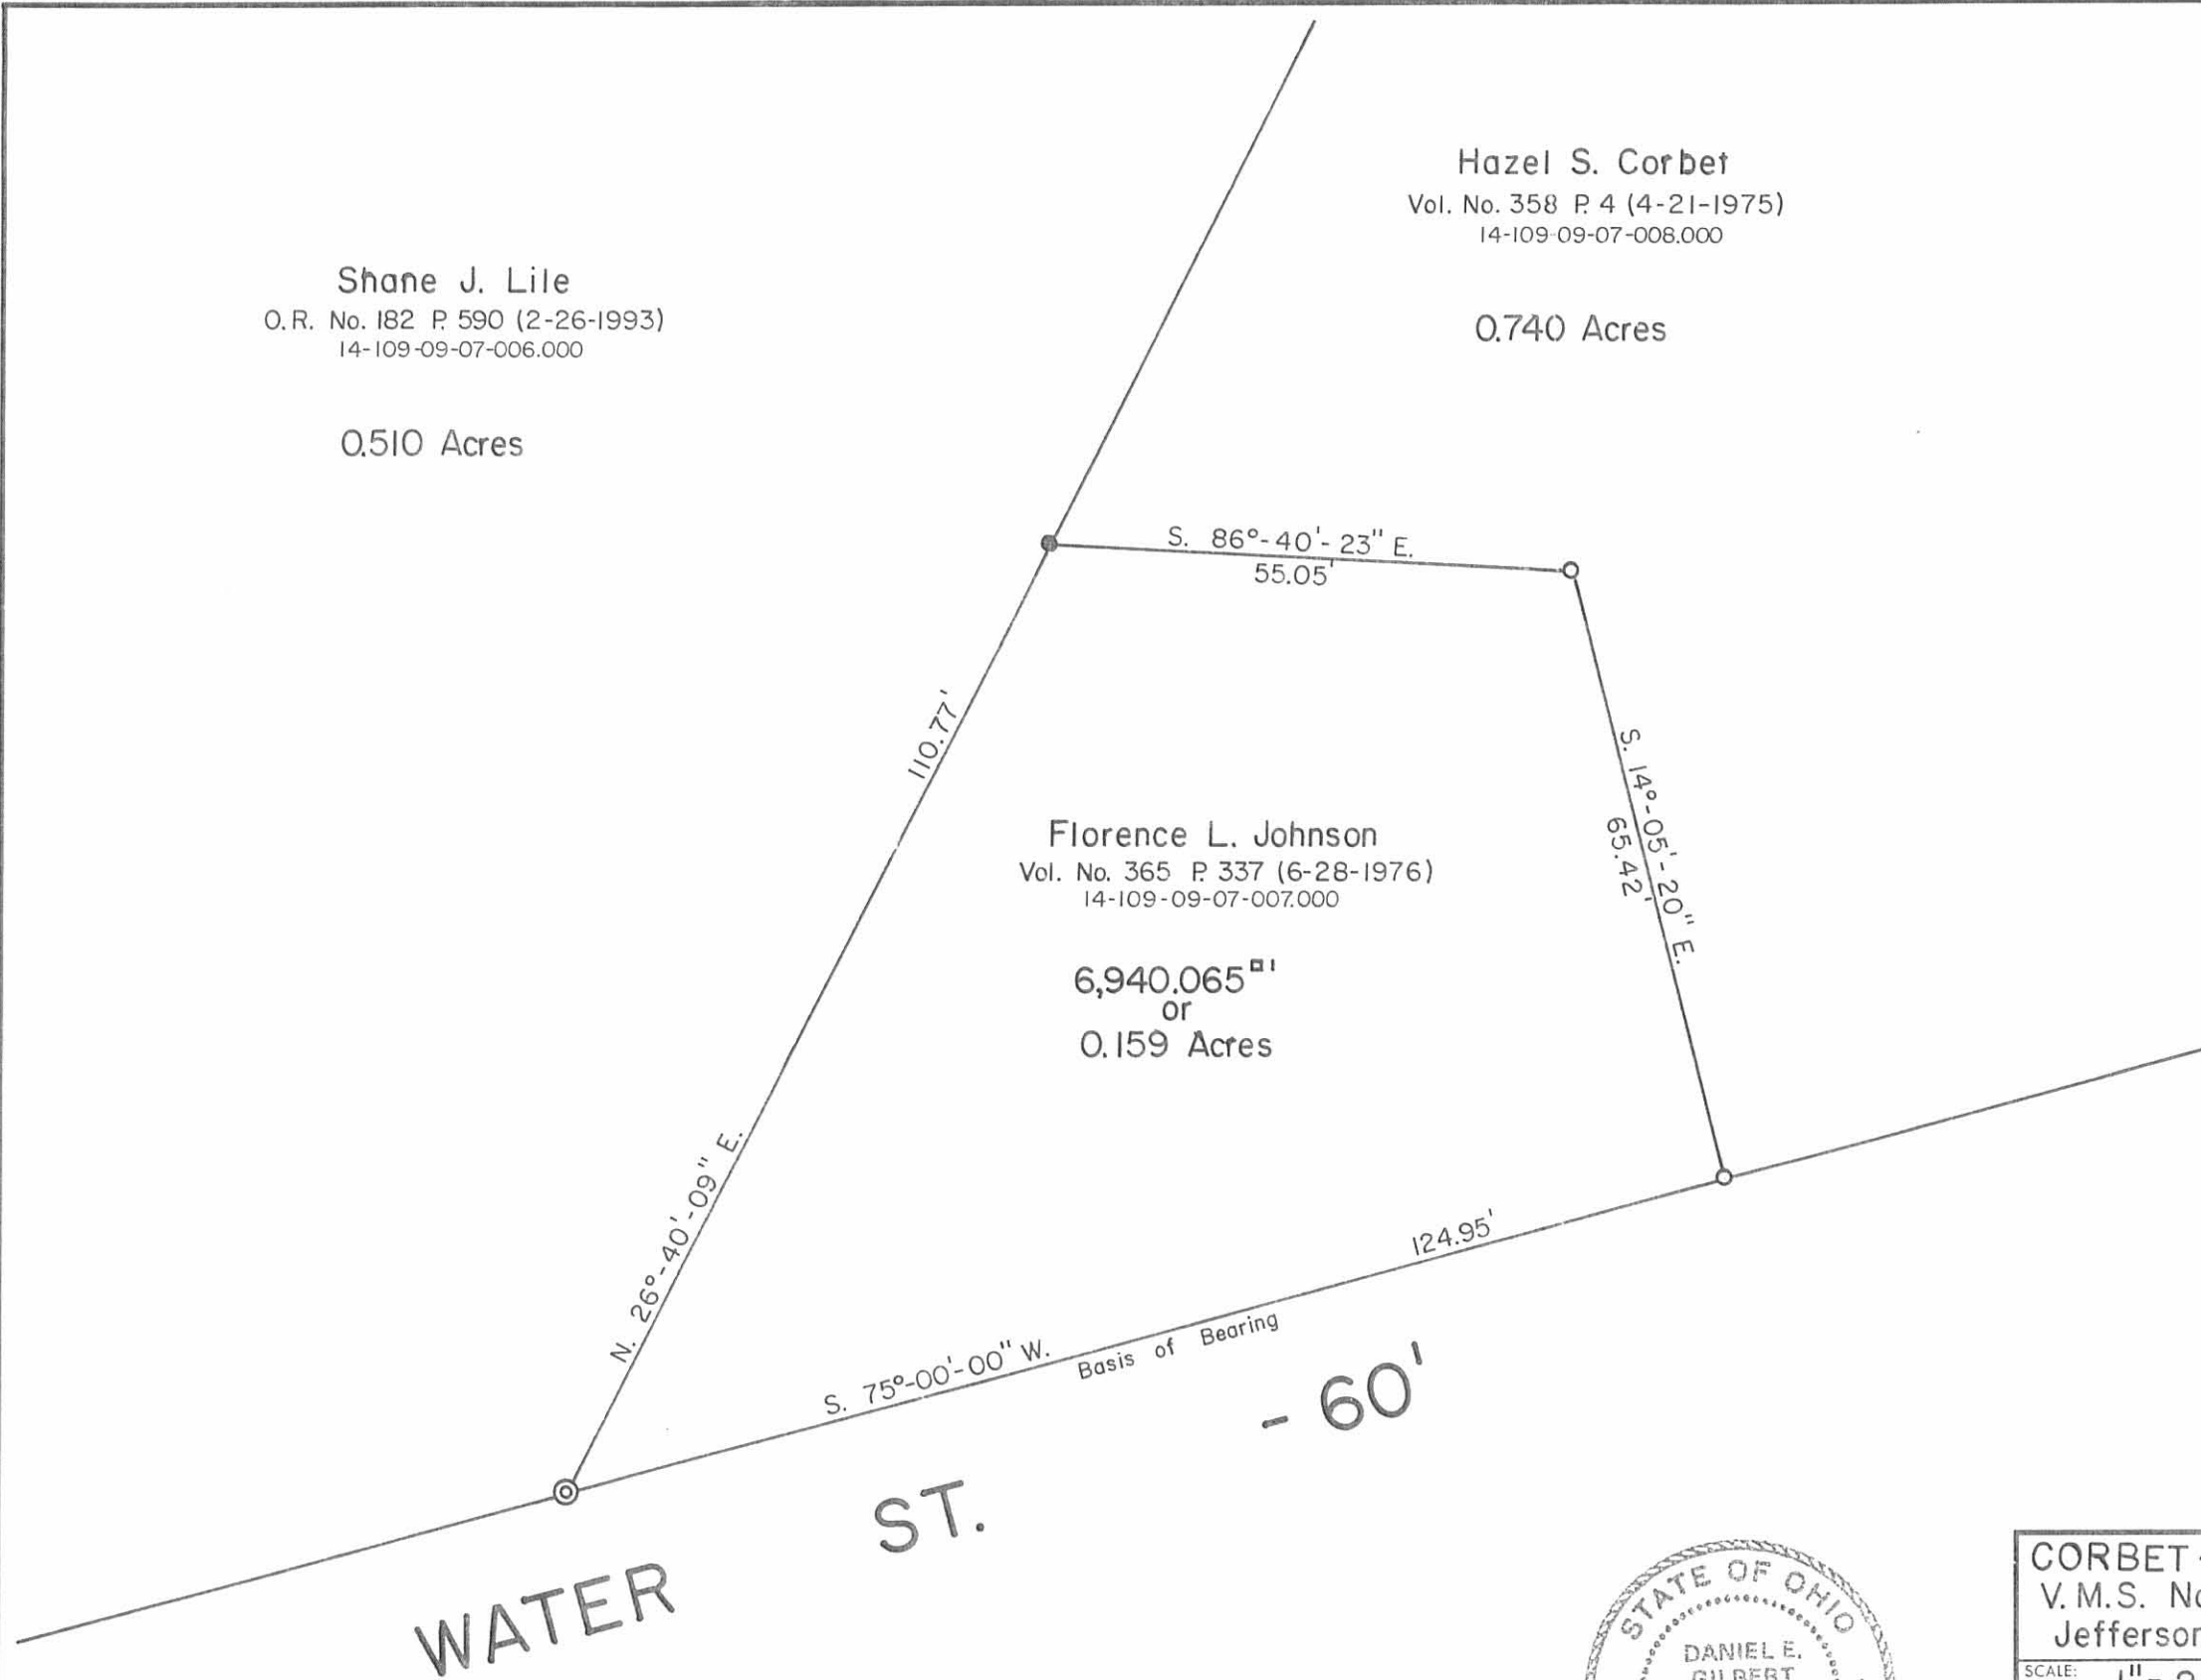 Hazel S. Corbet
Vol. No. 358 P. 4 (4-21-1975)
14-109-09-07-008.000
0.740 Acres
Shane J. Lile
O.R. No. 182 P. 590 (2-26-1993)
14-109-09-07-006.000
0.510 Acres
S. 86°-40'-23" E.
55.05'
110.77'
N. 26°-40'-09" E.
S. 14°-05'-20" E.
65.42'
Florence L. Johnson
Vol. No. 365 P. 337 (6-28-1976)
14-109-09-07-007.000
6,940.065□'
or
0.159 Acres
124.95'
S. 75°-00'-00" W.
Basis of Bearing
WATER ST. - 60'
STATE OF OHIO
DANIEL E.
GILBERT
CORBET
V.M.S.
Jefferson
SCALE: